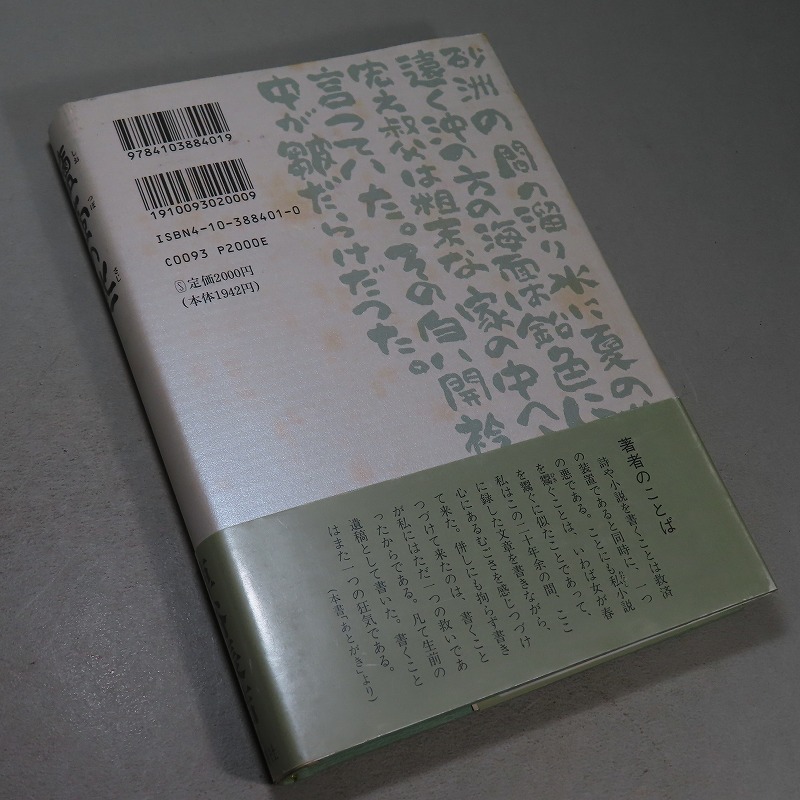 鹽壺の匙
9784103884019
1910093020009
ISBN4-10-388401-0
C0093 P2000E
Ⓢ定価2000円
(本体1942円)
砂洲の間の溜り水に夏の
遠く沖の方の海面は鉛色に
宏之叔父は粗末な家の中へ
言つていた。その白い開衿
中が皺だらけだつた。
著者のことば
詩や小説を書くことは救済
の装置であると同時に、一つ
の悪である。ことにも私小説
を鬻ぐことは、いわば女が春
を鬻ぐに似たことであって、
私はこの二十年余の間、ここ
に録した文章を書きながら、
心にあるむごさを感じつづけ
て来た。併しにも拘らず書き
つづけて来たのは、書くこと
が私にはただ一つの救いであ
ったからである。凡て生前の
遺稿として書いた。書くこと
はまた一つの狂気である。
(本書「あとがき」より)